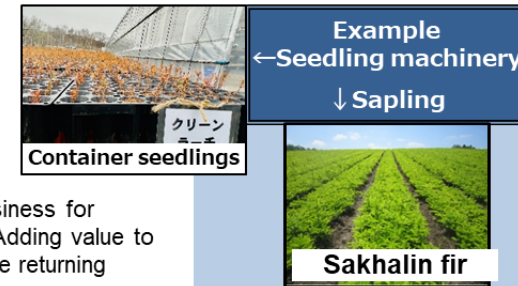 Example
←Seedling machinery
↓Sapling
クリーン
ラーチ
Container seedlings
siness for
Adding value to
e returning
Sakhalin fir